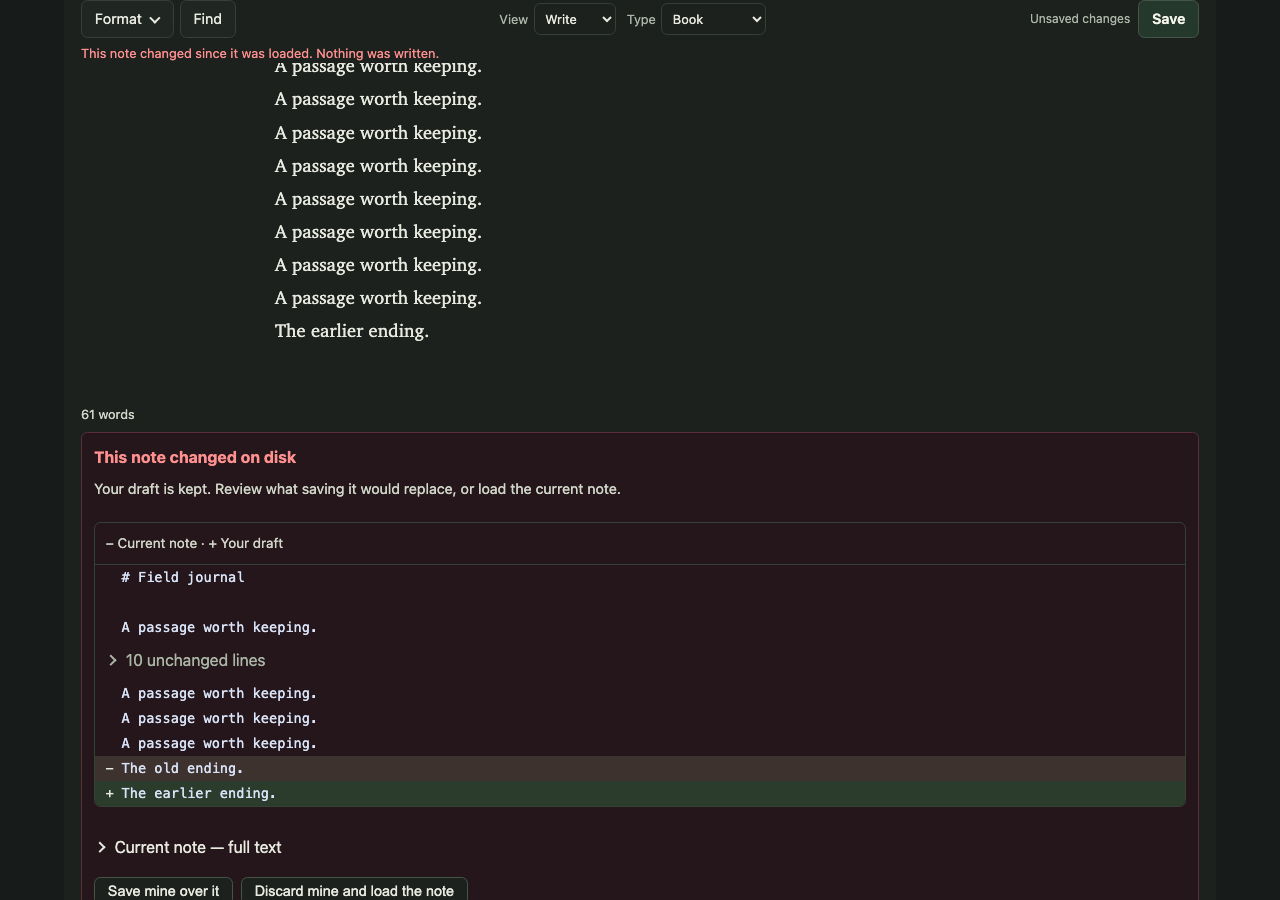 Format Find View Write Type Book Unsaved changes Save
This note changed since it was loaded. Nothing was written.
A passage worth keeping.
A passage worth keeping.
A passage worth keeping.
A passage worth keeping.
A passage worth keeping.
A passage worth keeping.
A passage worth keeping.
A passage worth keeping.
The earlier ending.
61 words
This note changed on disk
Your draft is kept. Review what saving it would replace, or load the current note.
– Current note · + Your draft
# Field journal
A passage worth keeping.
10 unchanged lines
A passage worth keeping.
A passage worth keeping.
A passage worth keeping.
– The old ending.
+ The earlier ending.
Current note — full text
Save mine over it Discard mine and load the note